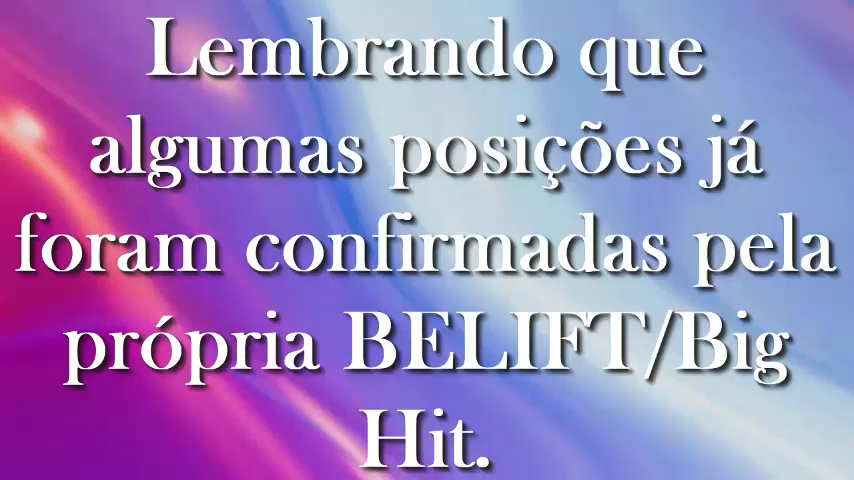 Lembrando que
algumas posições já
foram confirmadas pela
própria BELIFT/Big
Hit.